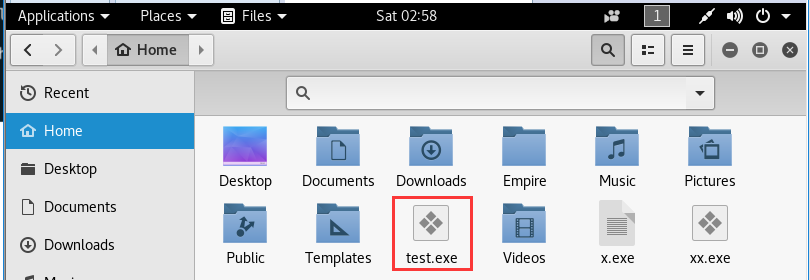 Applications Places Files Sat 02:58 1
Home
Recent
Home
Desktop
Documents
Downloads
Desktop Documents Downloads Empire Music Pictures
Public Templates test.exe Videos x.exe xx.exe